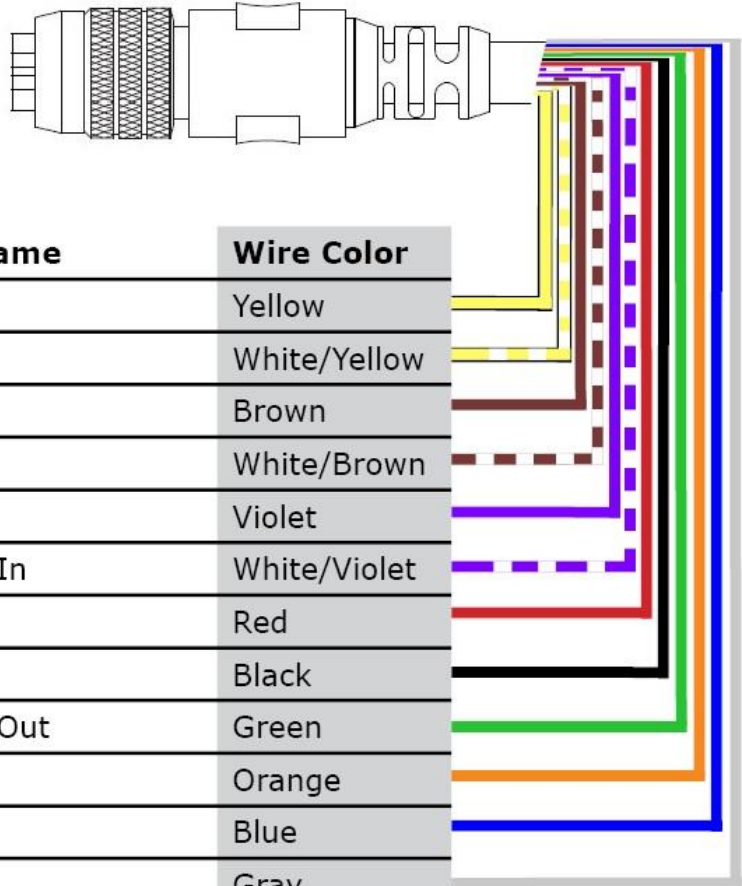 ame Wire Color
Yellow
White/Yellow
Brown
White/Brown
Violet
In White/Violet
Red
Black
Out Green
Orange
Blue
Gray